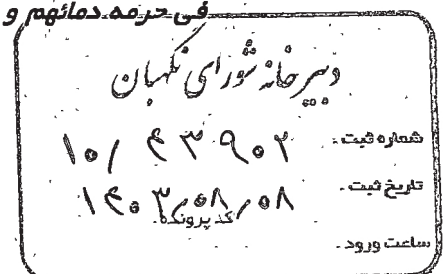 فی حرمه دمائهم و
دبیرخانه شورای نگهبان
شماره ثبت: ۱۰/۴۳۹۰۲
تاریخ ثبت: ۱۴۰۳/۰۸/۰۸
کد پرونده:
ساعت ورود: